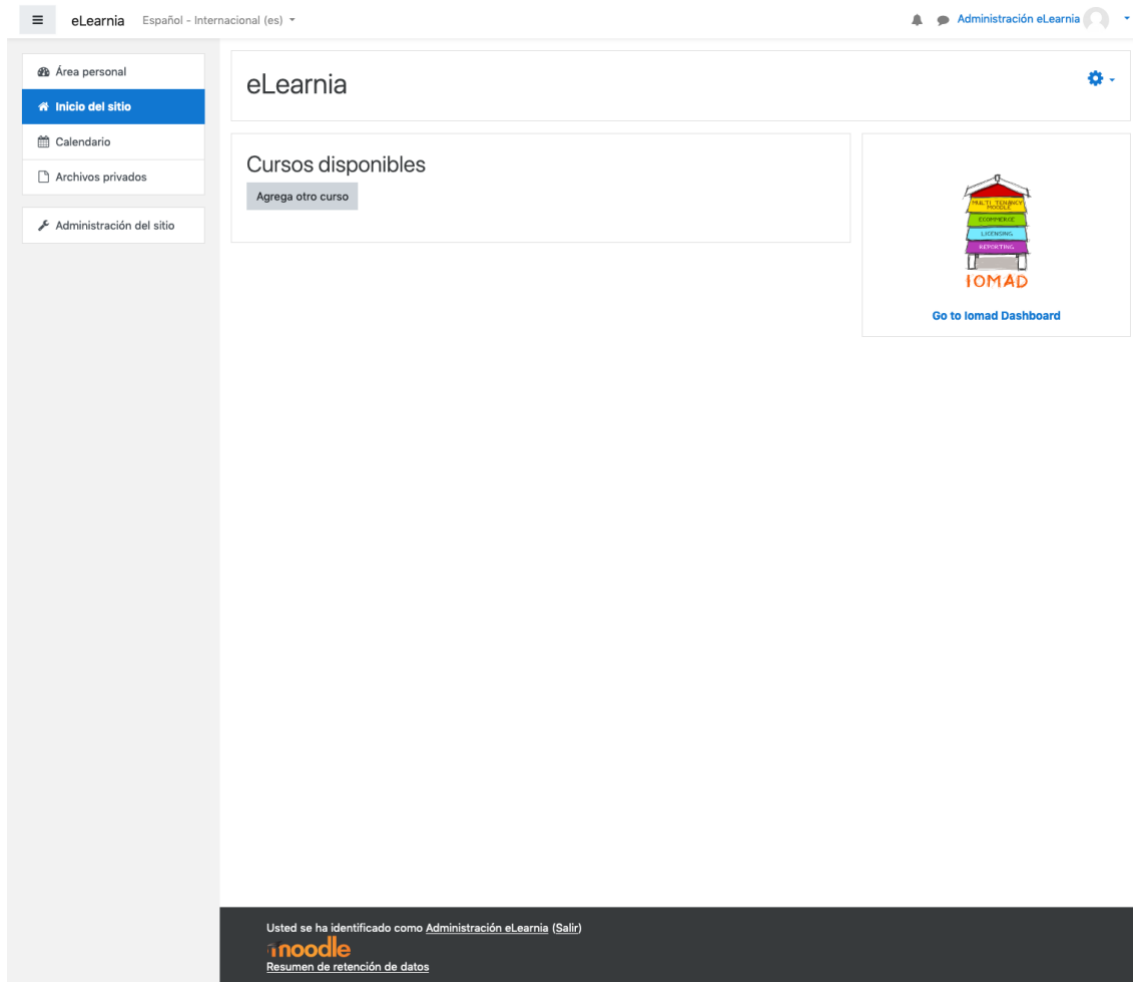 eLearnia Español - Internacional (es) Administración eLearnia
Área personal
Inicio del sitio
Calendario
Archivos privados
Administración del sitio
eLearnia
Cursos disponibles
Agrega otro curso
MULTI TENANCY
MOODLE
ECOMMERCE
LICENSING
REPORTING
IOMAD
Go to Iomad Dashboard
Usted se ha identificado como Administración eLearnia (Salir)
moodle
Resumen de retención de datos